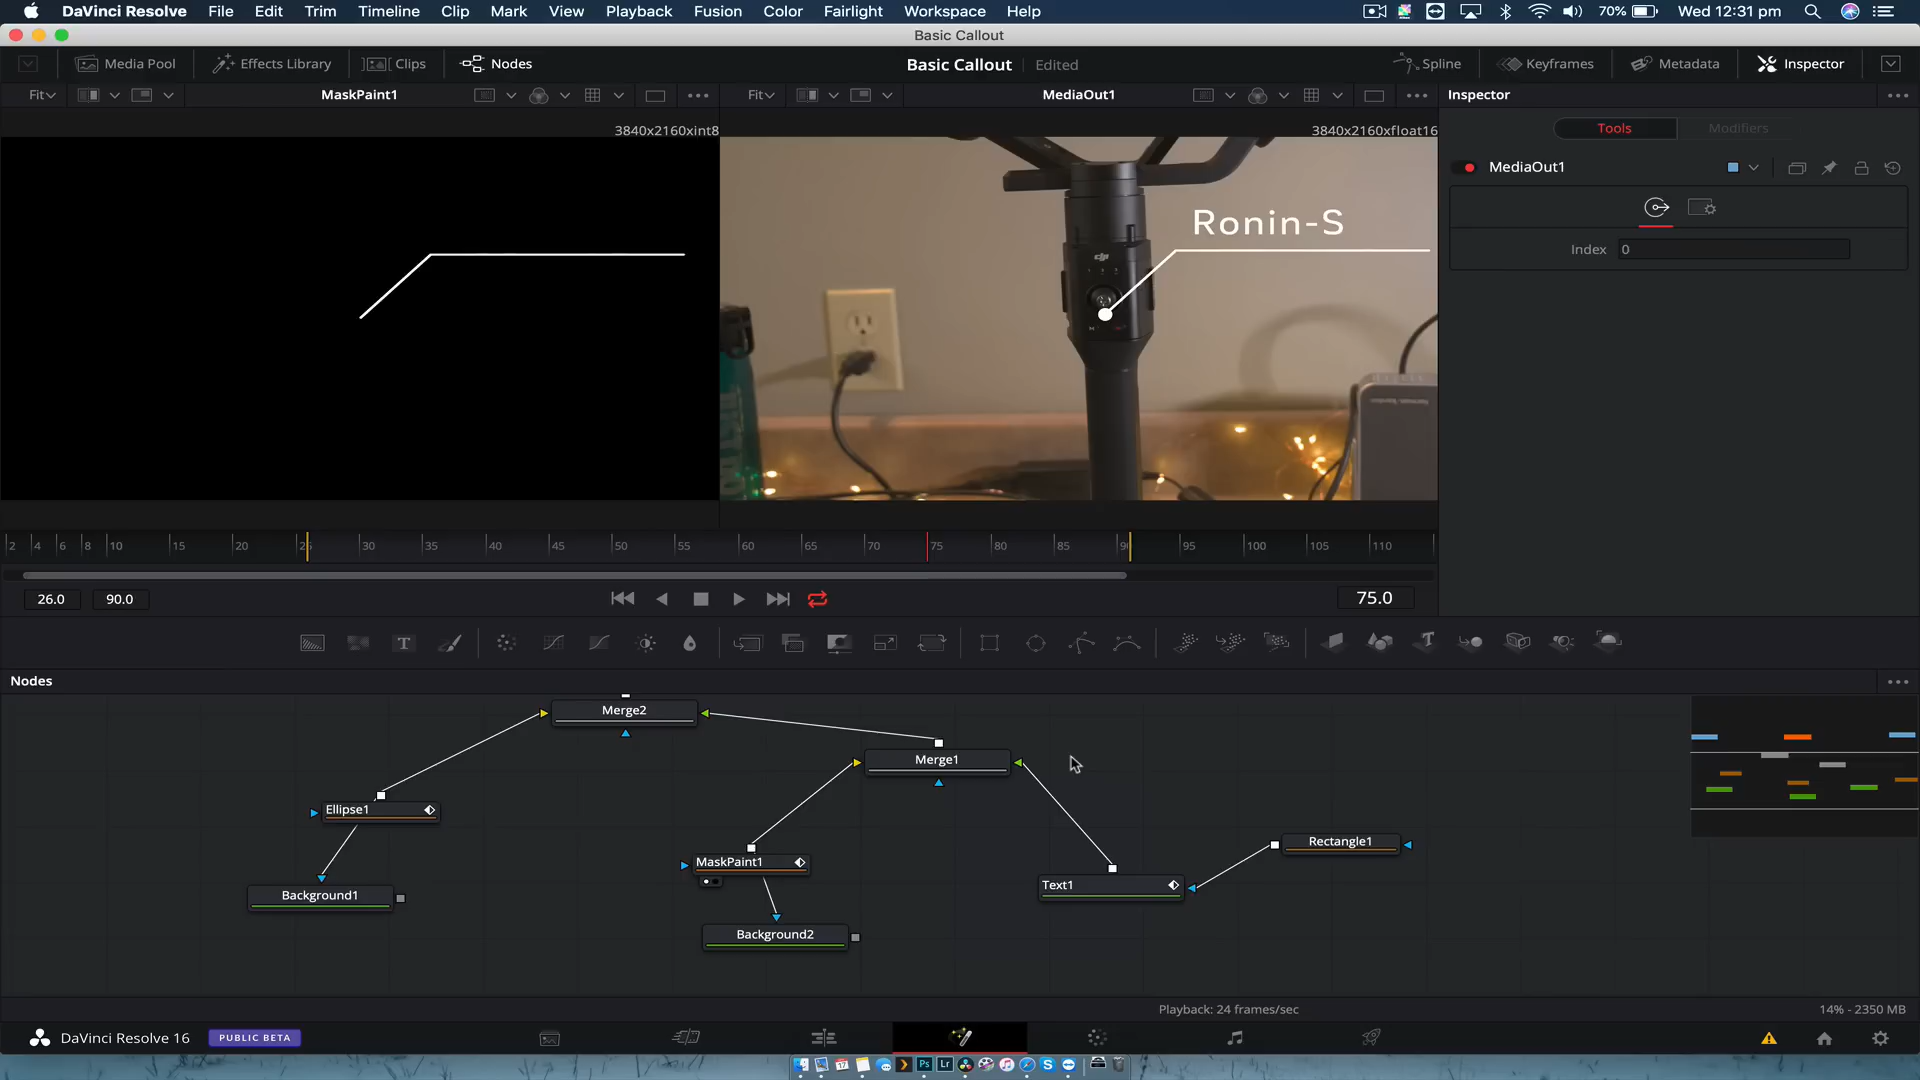 DaVinci Resolve File Edit Trim Timeline Clip Mark View Playback Fusion Color Fairlight Workspace Help 70% Wed 12:31 pm
Basic Callout
Media Pool Effects Library Clips Nodes Basic Callout Edited Spline Keyframes Metadata Inspector
Fit MaskPaint1 Fit MediaOut1 Inspector
3840x2160xint8 3840x2160xfloat16
Tools Modifiers
MediaOut1
Index 0
Ronin-S
dji
2 4 6 8 10 15 20 25 30 35 40 45 50 55 60 65 70 75 80 85 90 95 100 105 110
26.0 90.0 75.0
T T
Nodes
Merge2
Merge1
Ellipse1
Rectangle1
MaskPaint1
Text1
Background1
Background2
Playback: 24 frames/sec 14% - 2350 MB
DaVinci Resolve 16 PUBLIC BETA
17 Ps Lr